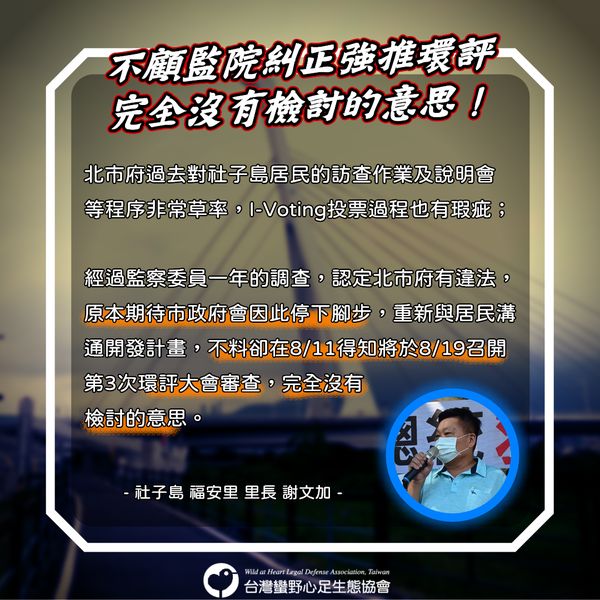 不顧監院糾正強推環評
完全沒有檢討的意思！
北市府過去對社子島居民的訪查作業及說明會
等程序非常草率，I-Voting投票過程也有瑕疵；
經過監察委員一年的調查，認定北市府有違法，
原本期待市政府會因此停下腳步，重新與居民溝
通開發計畫，不料卻在8/11得知將於8/19召開
第3次環評大會審查，完全沒有
檢討的意思。
- 社子島 福安里 里長 謝文加 -
Wild at Heart Legal Defense Association, Taiwan
台灣蠻野心足生態協會